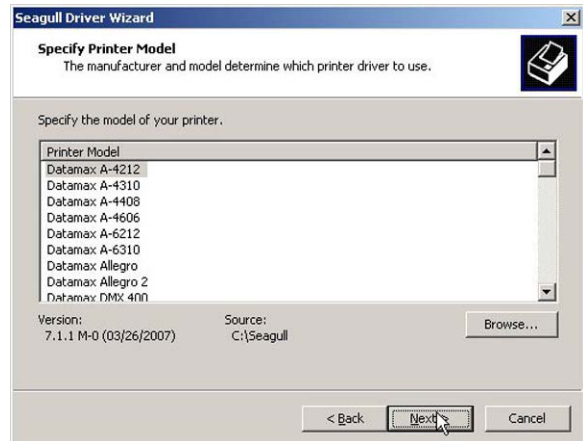 Seagull Driver Wizard
Specify Printer Model
The manufacturer and model determine which printer driver to use.
Specify the model of your printer.
Printer Model
Datamax A-4212
Datamax A-4310
Datamax A-4408
Datamax A-4606
Datamax A-6212
Datamax A-6310
Datamax Allegro
Datamax Allegro 2
Datamax DMX 400
Version: Source:
7.1.1 M-0 (03/26/2007) C:\Seagull
Browse...
< Back Next > Cancel